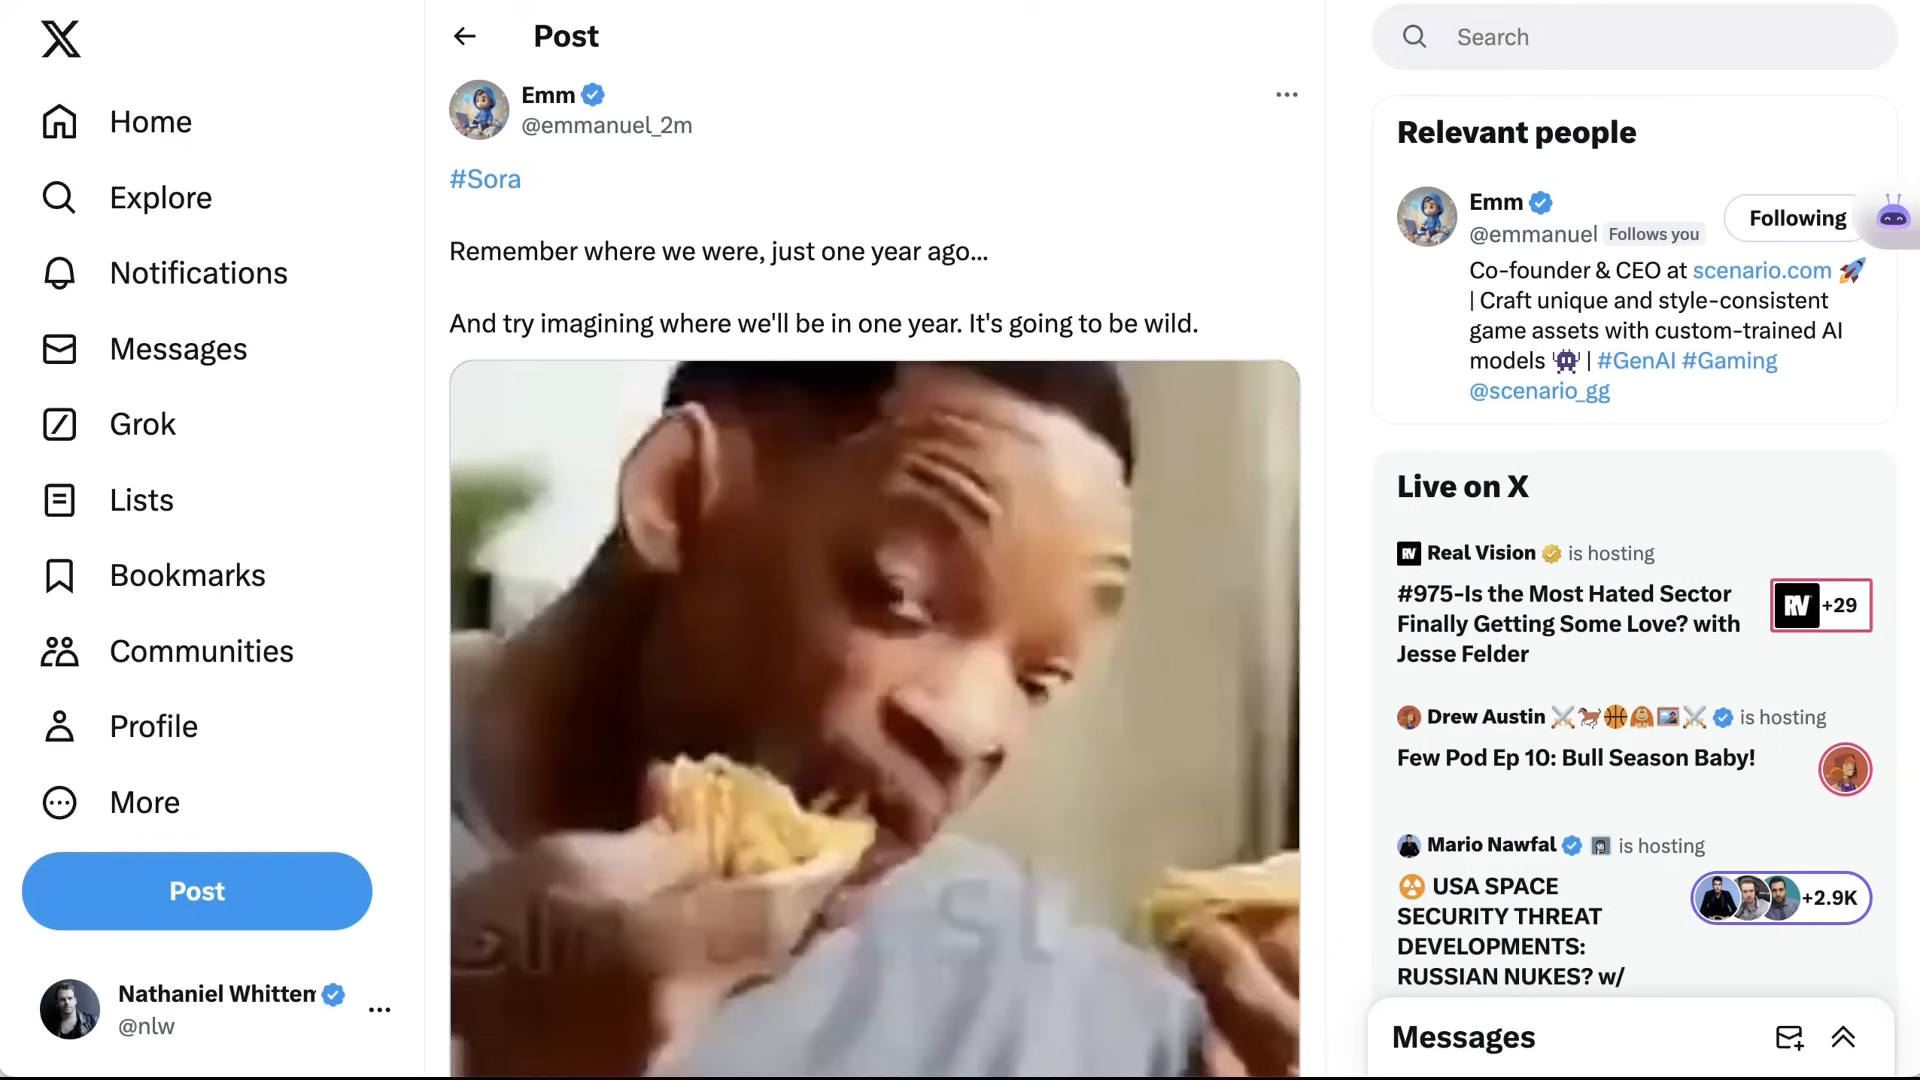 Home
Explore
Notifications
Messages
Grok
Lists
Bookmarks
Communities
Profile
More
Post
Nathaniel Whittem
@nlw
Post
Emm
@emmanuel_2m
#Sora
Remember where we were, just one year ago...
And try imagining where we'll be in one year. It's going to be wild.
st
Search
Relevant people
Emm
@emmanuel Follows you
Following
Co-founder & CEO at scenario.com
| Craft unique and style-consistent
game assets with custom-trained AI
models | #GenAI #Gaming
@scenario_gg
Live on X
RV Real Vision is hosting
#975-Is the Most Hated Sector
Finally Getting Some Love? with
Jesse Felder
RV +29
Drew Austin is hosting
Few Pod Ep 10: Bull Season Baby!
Mario Nawfal is hosting
USA SPACE
SECURITY THREAT
DEVELOPMENTS:
RUSSIAN NUKES? w/
+2.9K
Messages